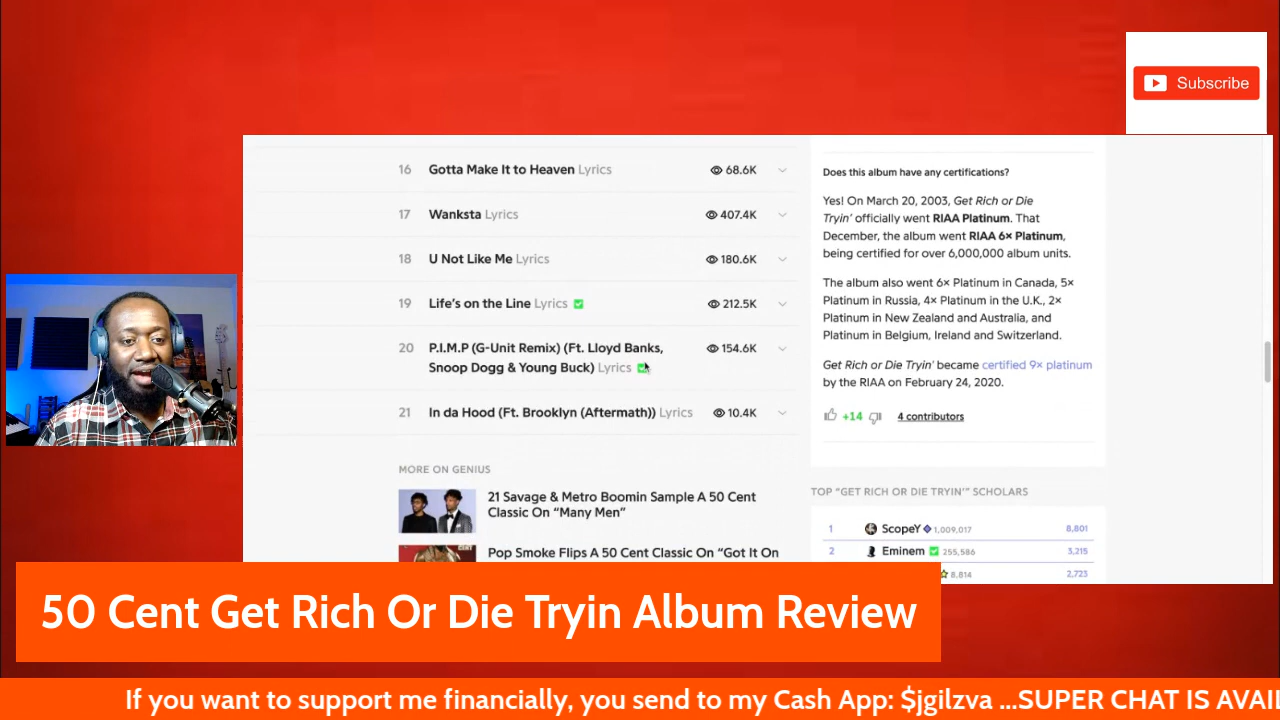 Subscribe
16 Gotta Make It to Heaven Lyrics 68.6K
17 Wanksta Lyrics 407.4K
18 U Not Like Me Lyrics 180.6K
19 Life's on the Line Lyrics 212.5K
20 P.I.M.P (G-Unit Remix) (Ft. Lloyd Banks, 154.6K
Snoop Dogg & Young Buck) Lyrics
21 In da Hood (Ft. Brooklyn (Aftermath)) Lyrics 10.4K
MORE ON GENIUS
21 Savage & Metro Boomin Sample A 50 Cent
Classic On “Many Men”
Pop Smoke Flips A 50 Cent Classic On “Got It On
Does this album have any certifications?
Yes! On March 20, 2003, Get Rich or Die
Tryin’ officially went RIAA Platinum. That
December, the album went RIAA 6× Platinum,
being certified for over 6,000,000 album units.
The album also went 6× Platinum in Canada, 5×
Platinum in Russia, 4× Platinum in the U.K., 2×
Platinum in New Zealand and Australia, and
Platinum in Belgium, Ireland and Switzerland.
Get Rich or Die Tryin’ became certified 9× platinum
by the RIAA on February 24, 2020.
+14 4 contributors
TOP “GET RICH OR DIE TRYIN’” SCHOLARS
1 ScopeY 1,009,017 8,801
2 Eminem 255,586 3,215
8,814 2,723
50 Cent Get Rich Or Die Tryin Album Review
If you want to support me financially, you send to my Cash App: $jgilzva ...SUPER CHAT IS AVAI